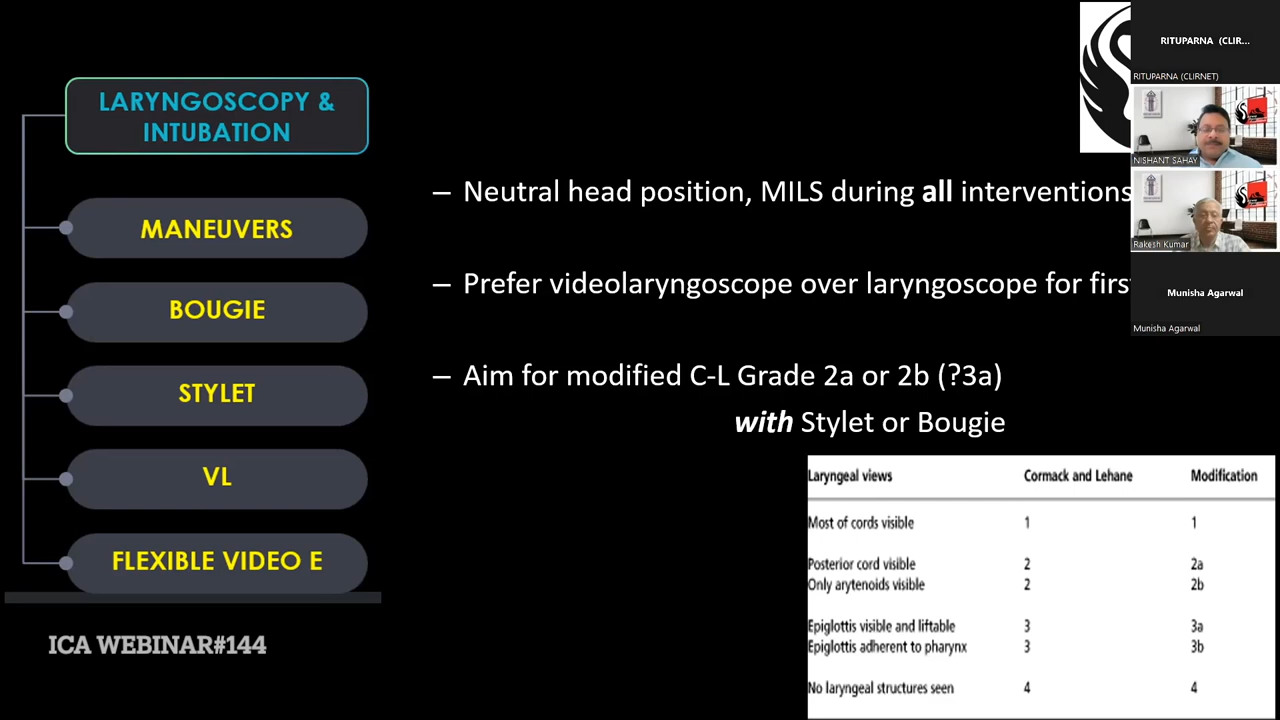 LARYNGOSCOPY &
INTUBATION
MANEUVERS
BOUGIE
STYLET
VL
FLEXIBLE VIDEO E
ICA WEBINAR#144
– Neutral head position, MILS during all interventions
– Prefer videolaryngoscope over laryngoscope for
– Aim for modified C-L Grade 2a or 2b (?3a)
with Stylet or Bougie
Laryngeal views Cormack and Lehane Modification
Most of cords visible 1 1
Posterior cord visible 2 2a
Only arytenoids visible 2 2b
Epiglottis visible and liftable 3 3a
Epiglottis adherent to pharynx 3 3b
No laryngeal structures seen 4 4
RITUPARNA (CLIR...
RITUPARNA (CLIRNET)
NISHANT SAHAY
Rakesh Kumar
Munisha Agarwal
Munisha Agarwal